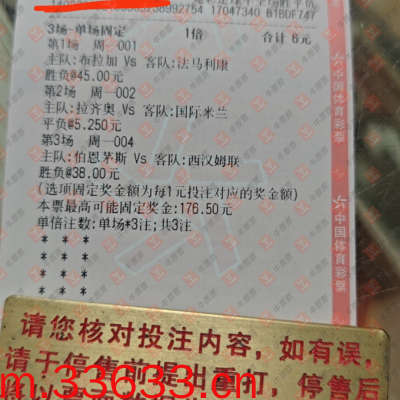 3场-单场固定 1倍 合计 6元
第1场 周一001
主队:布拉加 Vs 客队:法马利康
胜负@45.00元
第2场 周一002
主队:拉齐奥 Vs 客队:国际米兰
平负@5.250元
第3场 周一004
主队:伯恩茅斯 Vs 客队:西汉姆联
胜负@38.00元
(选项固定奖金额为每1元投注对应的奖金额)
本票最高可能固定奖金:176.50元
单倍注数:单场*3注;共3注
* * *
* * *
* * *
* * *
中国体育彩票
中国体育彩票
请您核对投注内容,如有误,
请于停售前提出重打,停售后
m.33633.cn